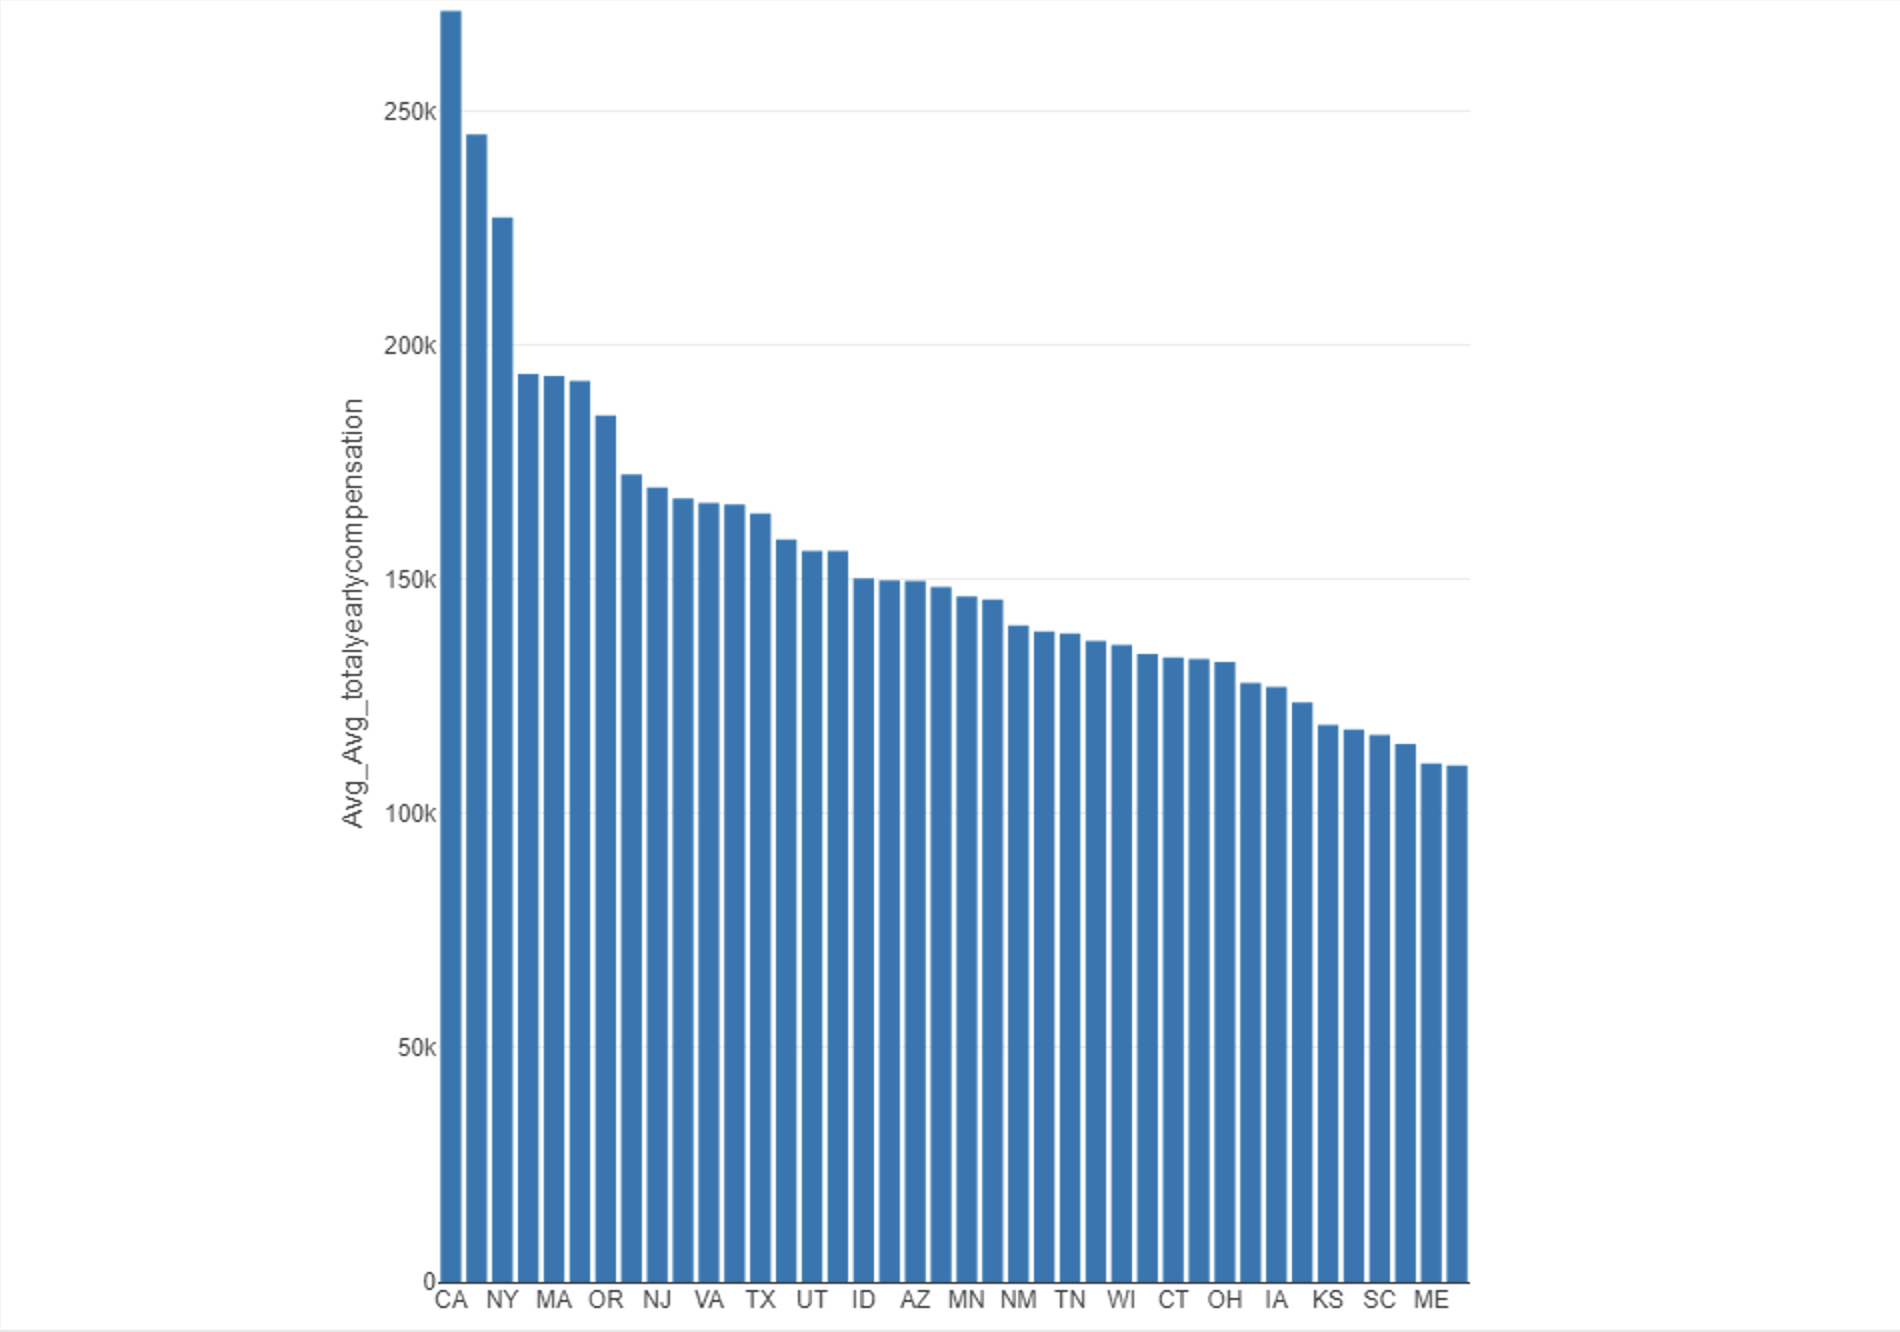 250k
200k
150k
100k
50k
0
Avg_Avg_totalyearlycompensation
CA NY MA OR NJ VA TX UT ID AZ MN NM TN WI CT OH IA KS SC ME